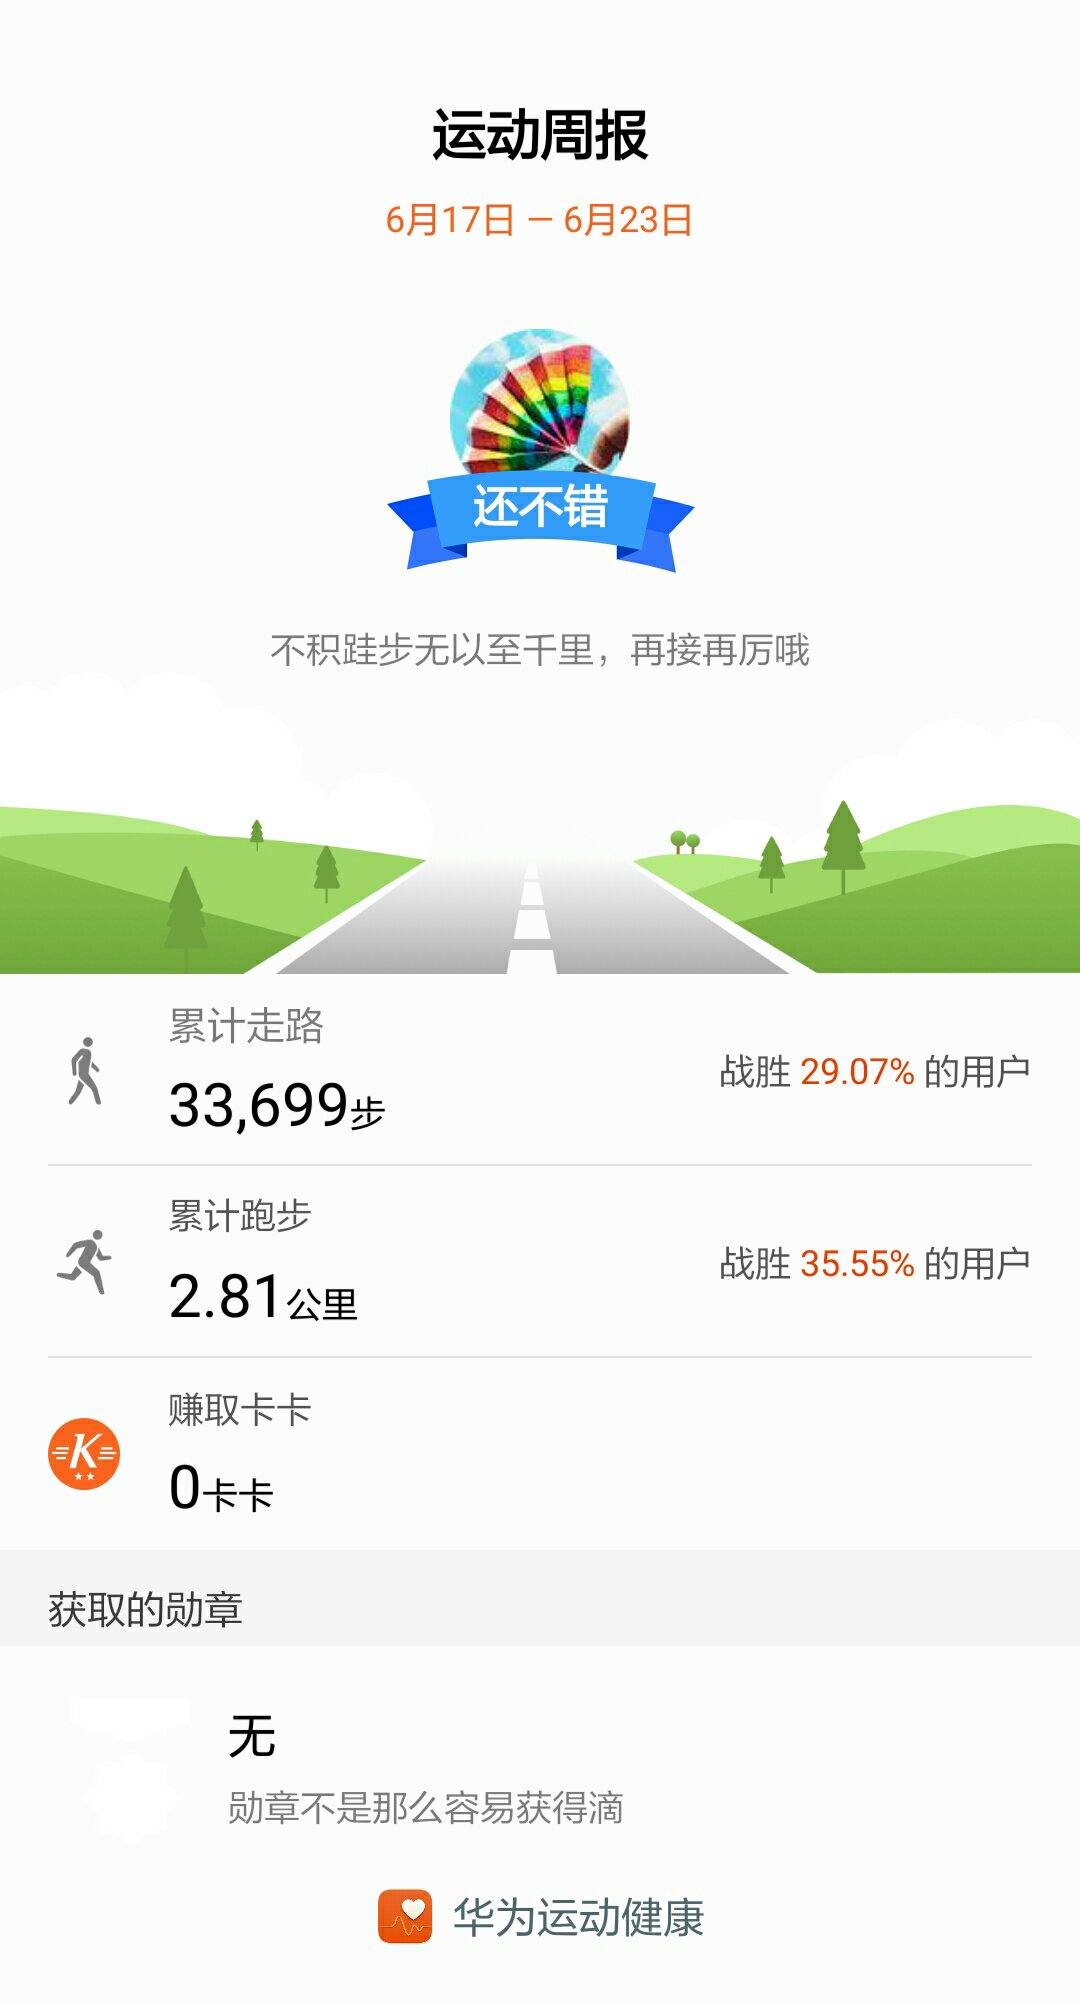 运动周报
6月17日 — 6月23日
还不错
不积跬步无以至千里，再接再厉哦
累计走路
33,699步
战胜 29.07% 的用户
累计跑步
2.81公里
战胜 35.55% 的用户
K
赚取卡卡
0卡卡
获取的勋章
无
勋章不是那么容易获得滴
华为运动健康